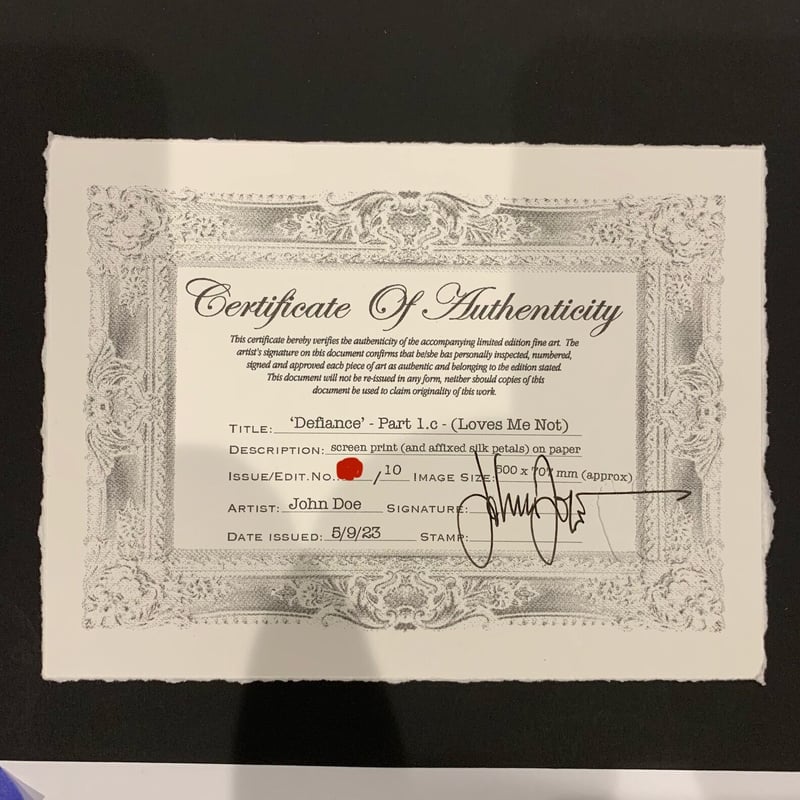 Certificate Of Authenticity
This certificate hereby verifies the authenticity of the accompanying limited edition fine art. The
artist's signature on this document confirms that he/she has personally inspected, numbered,
signed and approved each piece of art as authentic and belonging to the edition stated.
This document will not be re-issued in any form, neither should copies of this
document be used to claim originality of this work.
TITLE: 'Defiance' - Part 1.c - (Loves Me Not)
DESCRIPTION: screen print (and affixed silk petals) on paper
ISSUE/EDIT.NO.: /10 IMAGE SIZE: 500 x 707 mm (approx)
ARTIST: John Doe SIGNATURE: John Doe
DATE ISSUED: 5/9/23 STAMP: